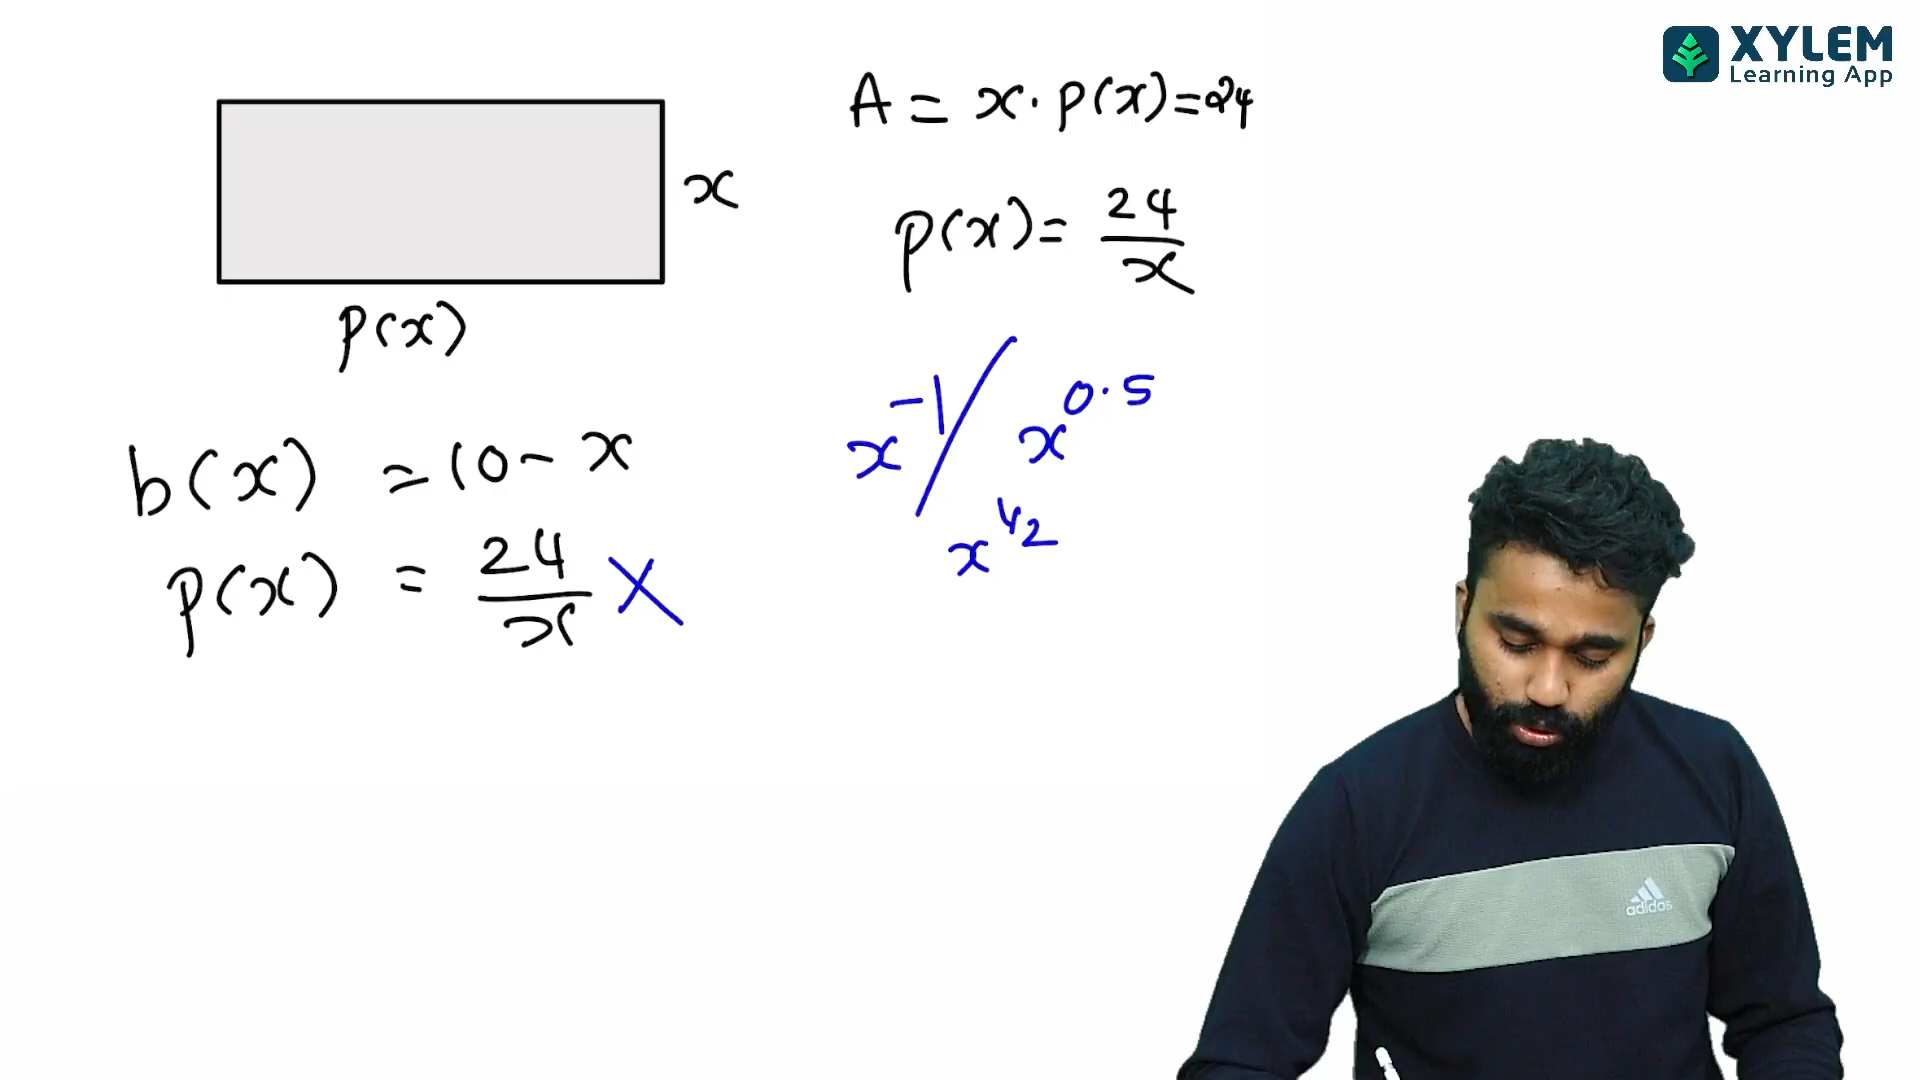 XYLEM
Learning App
A = x · p(x) = 24
x
p(x) = 24/x
p(x)
x^-1 / x^0.5
b(x) = 10 - x
x^1/2
p(x) = 24/x X
adidas